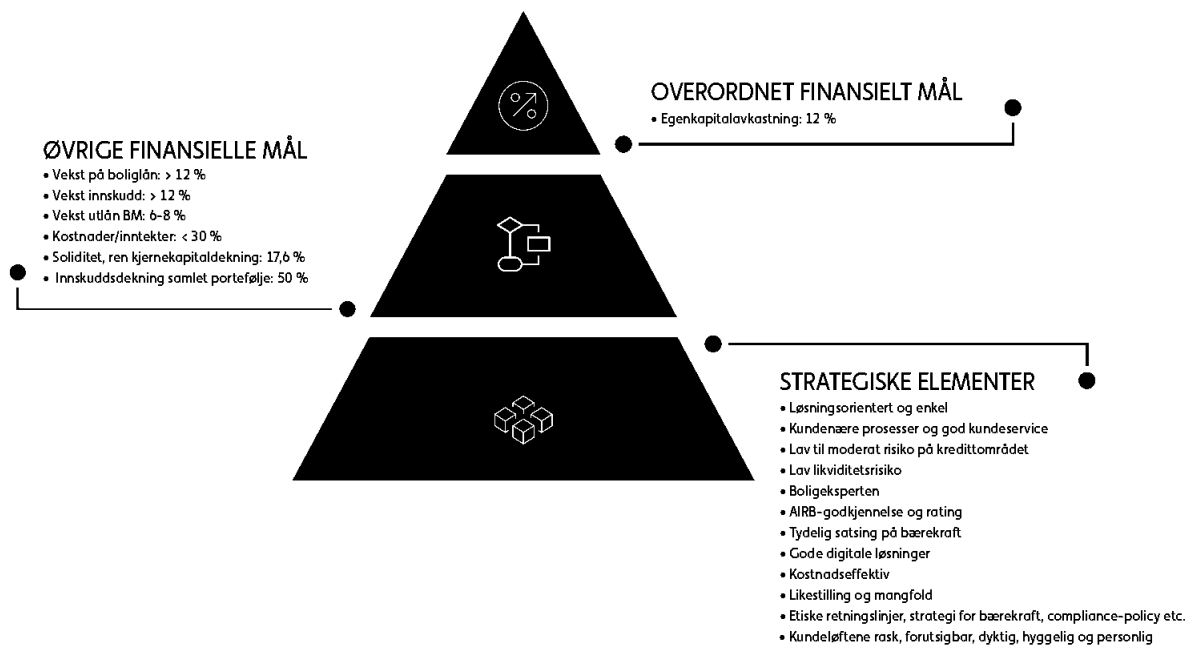 OVERORDNET FINANSIELT MÅL
• Egenkapitalavkastning: 12 %
ØVRIGE FINANSIELLE MÅL
• Vekst på boliglån: > 12 %
• Vekst innskudd: > 12 %
• Vekst utlån BM: 6-8 %
• Kostnader/inntekter: < 30 %
• Soliditet, ren kjernekapitaldekning: 17,6 %
• Innskuddsdekning samlet portefølje: 50 %
STRATEGISKE ELEMENTER
• Løsningsorientert og enkel
• Kundenære prosesser og god kundeservice
• Lav til moderat risiko på kredittområdet
• Lav likviditetsrisiko
• Boligeksperten
• AIRB-godkjennelse og rating
• Tydelig satsing på bærekraft
• Gode digitale løsninger
• Kostnadseffektiv
• Likestilling og mangfold
• Etiske retningslinjer, strategi for bærekraft, compliance-policy etc.
• Kundeløftene rask, forutsigbar, dyktig, hyggelig og personlig